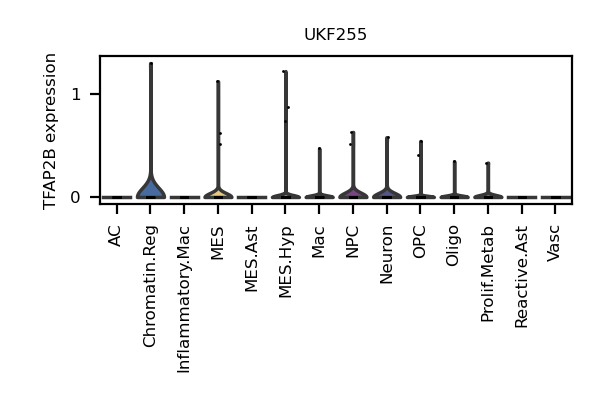 UKF255
TFAP2B expression
1
0
AC
Chromatin.Reg
Inflammatory.Mac
MES
MES.Ast
MES.Hyp
Mac
NPC
Neuron
OPC
Oligo
Prolif.Metab
Reactive.Ast
Vasc